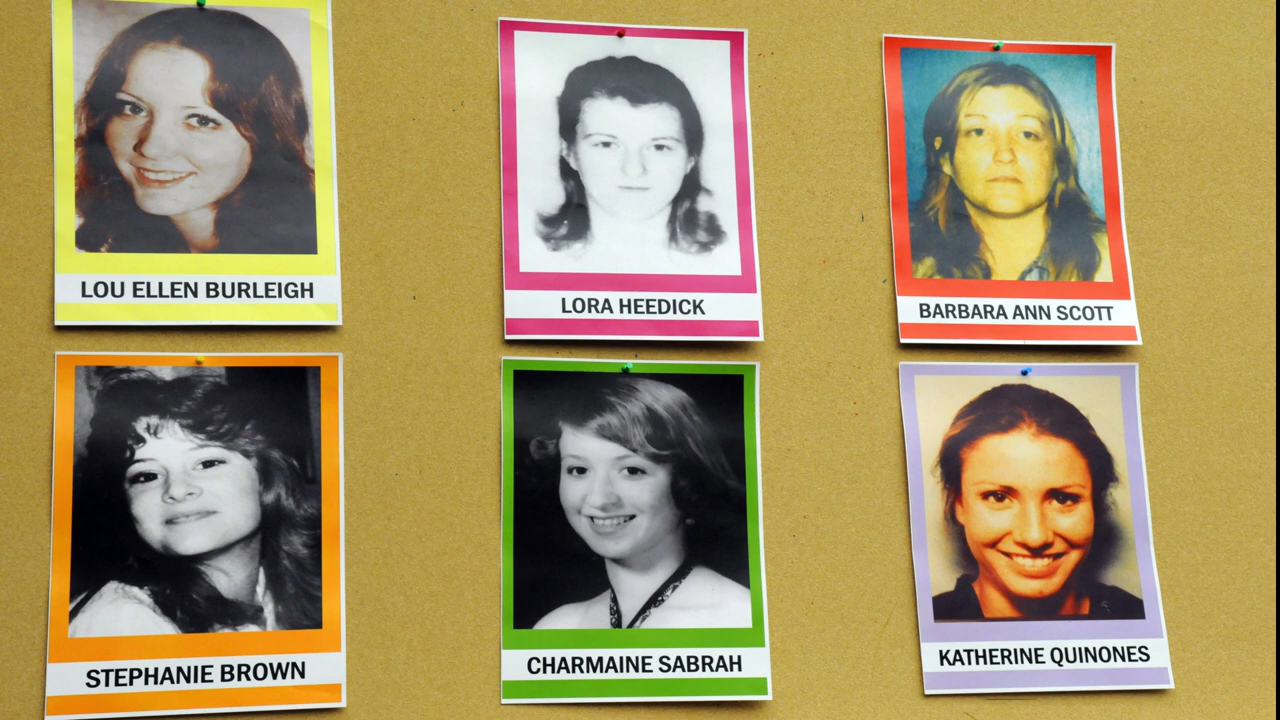 LOU ELLEN BURLEIGH
LORA HEEDICK
BARBARA ANN SCOTT
STEPHANIE BROWN
CHARMAINE SABRAH
KATHERINE QUINONES